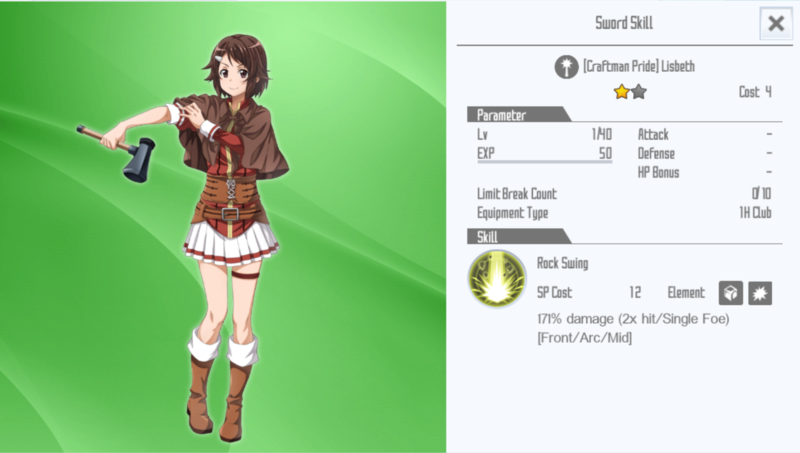 Sword Skill
[Craftman Pride] Lisbeth
Cost 4
Parameter
Lv 1/40 Attack -
EXP 50 Defense -
HP Bonus -
Limit Break Count 0/10
Equipment Type 1H Club
Skill
Rock Swing
SP Cost 12 Element
171% damage (2x hit/Single Foe)
[Front/Arc/Mid]